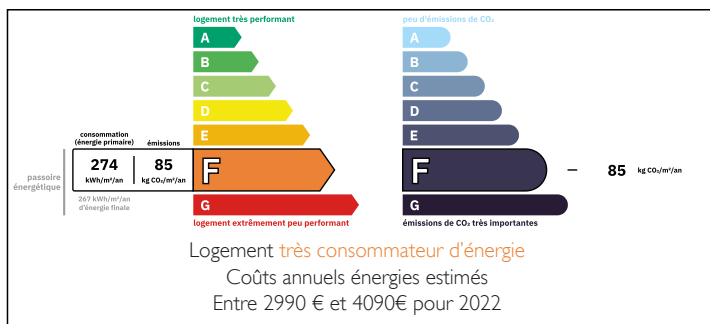 logement très performant
A
B
C
D
E
consommation
(énergie primaire)
émissions
274
kWh/m²/an
85
kg CO₂/m²/an
F
passoire
énergétique
267 kWh/m²/an
d'énergie finale
G
logement extrêmement peu performant
peu d'émissions de CO₂
A
B
C
D
E
F
85 kg CO₂/m²/an
G
émissions de CO₂ très importantes
Logement très consommateur d'énergie
Coûts annuels énergies estimés
Entre 2990 € et 4090€ pour 2022